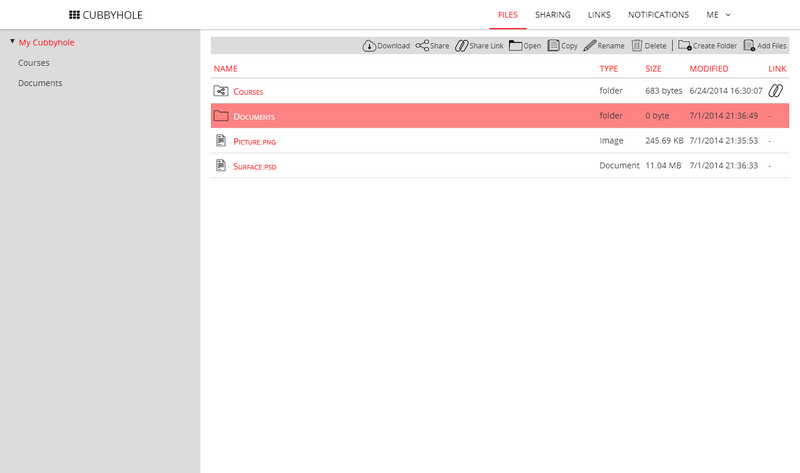 CUBBYHOLE
FILES SHARING LINKS NOTIFICATIONS ME
My Cubbyhole
Courses
Documents
Download Share Share Link Open Copy Rename Delete Create Folder Add Files
NAME TYPE SIZE MODIFIED LINK
Courses folder 683 bytes 6/24/2014 16:30:07
Documents folder 0 byte 7/1/2014 21:36:49 -
Picture.png Image 245.69 KB 7/1/2014 21:35:53 -
Surface.psd Document 11.04 MB 7/1/2014 21:36:33 -